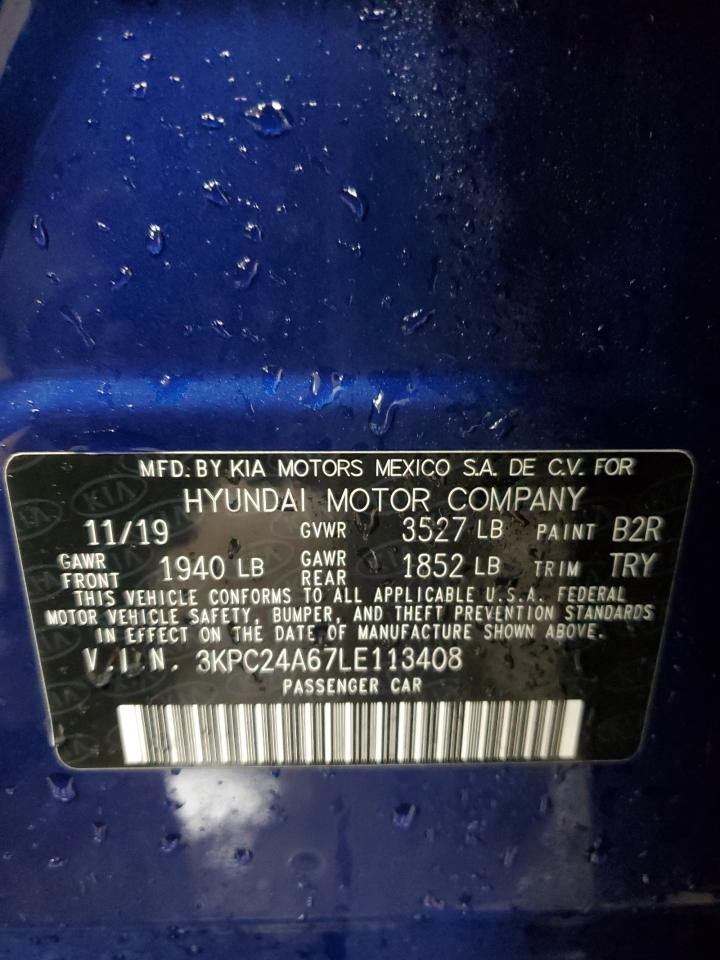 MFD. BY KIA MOTORS MEXICO S.A. DE C.V. FOR
HYUNDAI MOTOR COMPANY
11/19 GVWR 3527 LB PAINT B2R
GAWR FRONT 1940 LB GAWR REAR 1852 LB TRIM TRY
THIS VEHICLE CONFORMS TO ALL APPLICABLE U.S.A. FEDERAL
MOTOR VEHICLE SAFETY, BUMPER, AND THEFT PREVENTION STANDARDS
IN EFFECT ON THE DATE OF MANUFACTURE SHOWN ABOVE.
V.I.N. 3KPC24A67LE113408
PASSENGER CAR